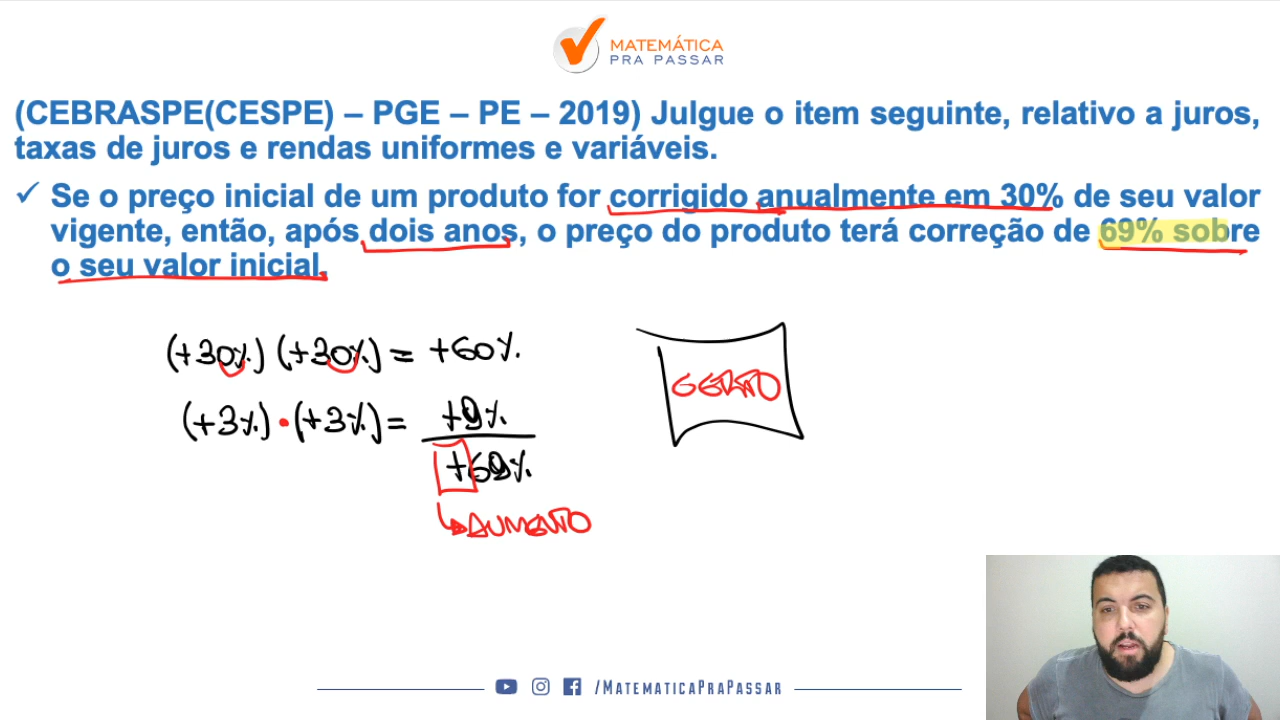 MATEMÁTICA
PRA PASSAR
(CEBRASPE(CESPE) – PGE – PE – 2019) Julgue o item seguinte, relativo a juros,
taxas de juros e rendas uniformes e variáveis.
✓ Se o preço inicial de um produto for corrigido anualmente em 30% de seu valor
vigente, então, após dois anos, o preço do produto terá correção de 69% sobre
o seu valor inicial.
(+30%) (+30%) = +60%
(+3%) • (+3%) = +9%
+69%
AUMENTO
CERTO
/MATEMATICAPRAPASSAR